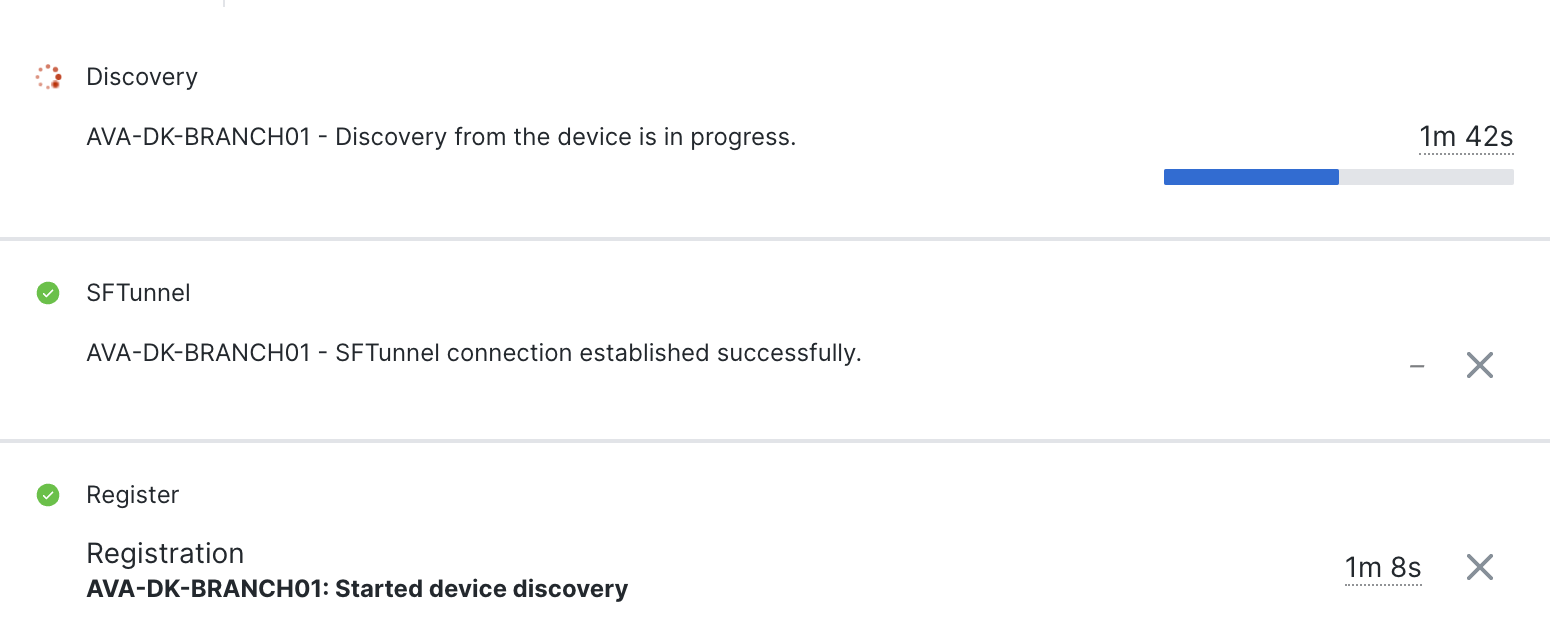 Discovery
AVA-DK-BRANCH01 - Discovery from the device is in progress.
1m 42s
SFTunnel
AVA-DK-BRANCH01 - SFTunnel connection established successfully.
–
Register
Registration
AVA-DK-BRANCH01: Started device discovery
1m 8s